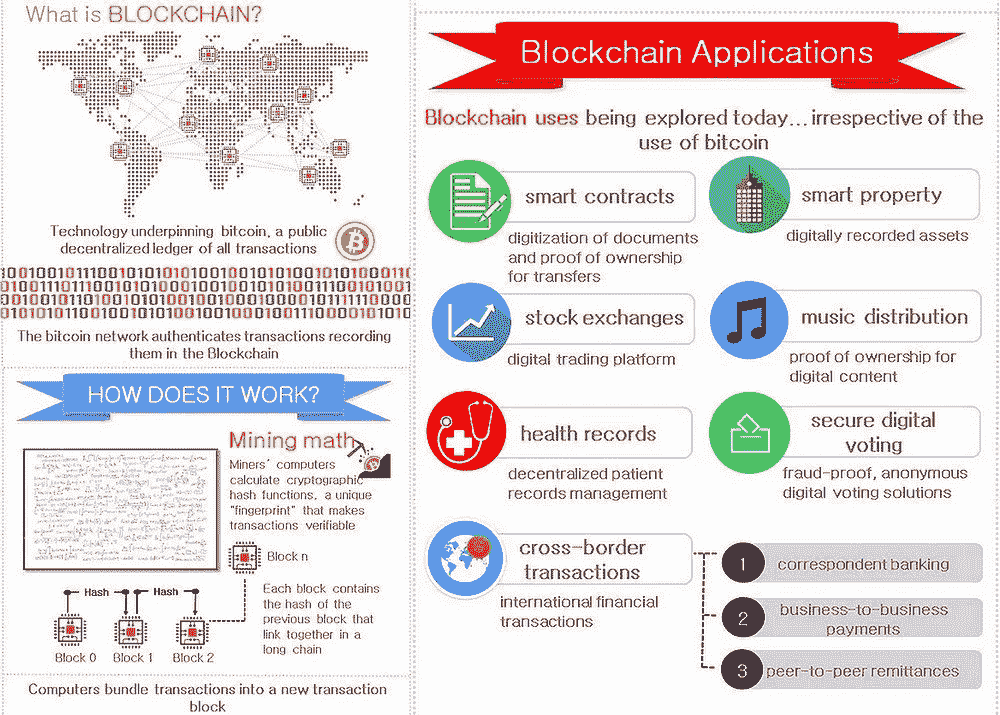 What is BLOCKCHAIN?
Technology underpinning bitcoin, a public
decentralized ledger of all transactions
The bitcoin network authenticates transactions recording
them in the Blockchain
HOW DOES IT WORK?
Mining math
Miners' computers
calculate cryptographic
hash functions, a unique
"fingerprint" that makes
transactions verifiable
Block n
Each block contains
the hash of the
previous block that
link together in a
long chain
Hash
Hash
Block 0
Block 1
Block 2
Computers bundle transactions into a new transaction
block
Blockchain Applications
Blockchain uses being explored today...irrespective of the
use of bitcoin
smart contracts
digitization of documents
and proof of ownership
for transfers
smart property
digitally recorded assets
stock exchanges
digital trading platform
music distribution
proof of ownership for
digital content
health records
decentralized patient
records management
secure digital
voting
fraud-proof, anonymous
digital voting solutions
cross-border
transactions
international financial
transactions
1 correspondent banking
2 business-to-business
payments
3 peer-to-peer remittances